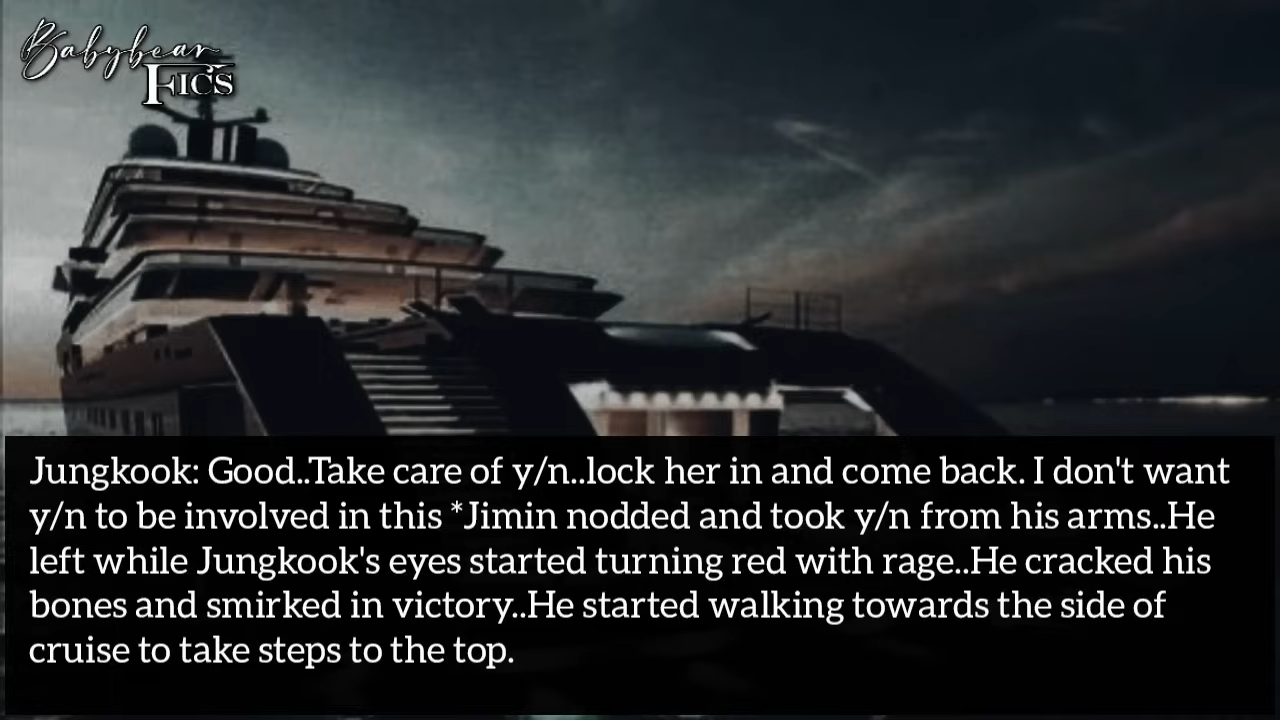 Babybear
FICS
Jungkook: Good..Take care of y/n..lock her in and come back. I don't want
y/n to be involved in this *Jimin nodded and took y/n from his arms..He
left while Jungkook's eyes started turning red with rage..He cracked his
bones and smirked in victory..He started walking towards the side of
cruise to take steps to the top.